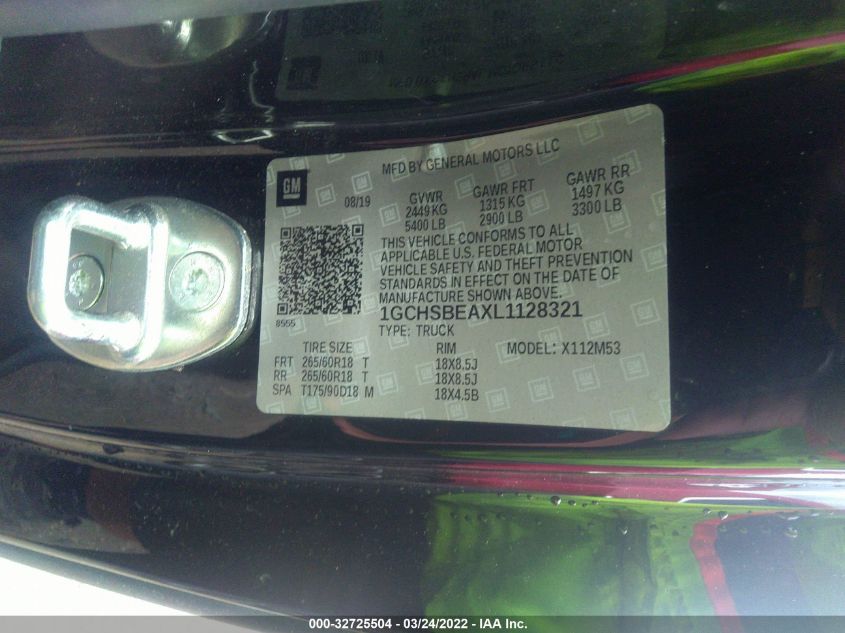 MFD BY GENERAL MOTORS LLC
GM
08/19 GVWR GAWR FRT GAWR RR
2449 KG 1315 KG 1497 KG
5400 LB 2900 LB 3300 LB
THIS VEHICLE CONFORMS TO ALL
APPLICABLE U.S. FEDERAL MOTOR
VEHICLE SAFETY AND THEFT PREVENTION
STANDARDS IN EFFECT ON THE DATE OF
MANUFACTURE SHOWN ABOVE.
8555
1GCHSBEAXL1128321
TYPE: TRUCK
TIRE SIZE RIM MODEL: X112M53
FRT 265/60R18 T 18X8.5J
RR 265/60R18 T 18X8.5J
SPA T175/90D18 M 18X4.5B
000-32725504 - 03/24/2022 - IAA Inc.